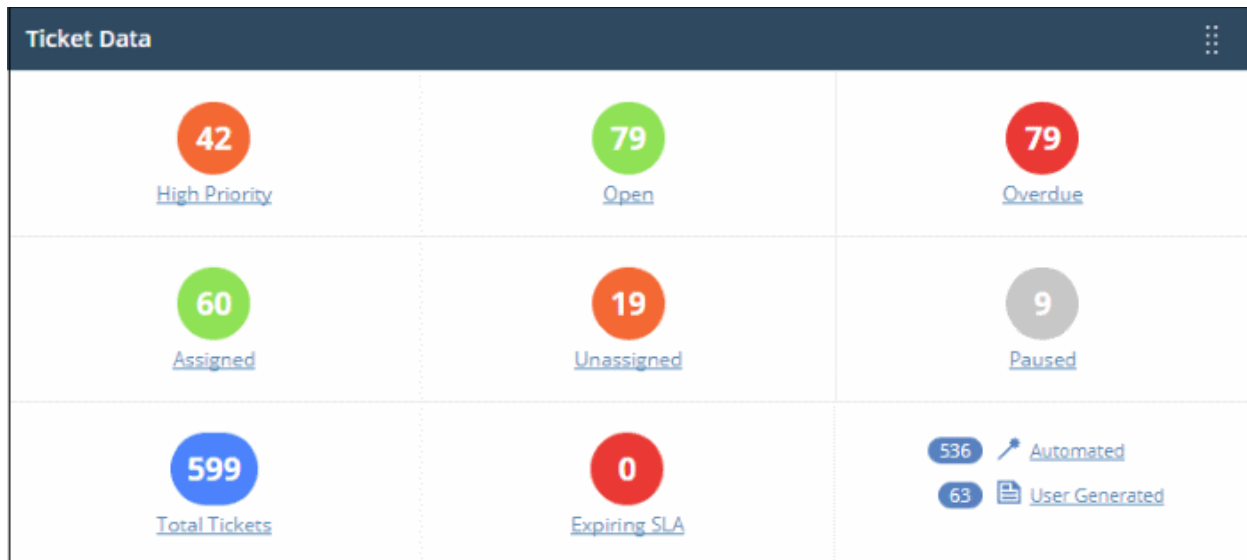 Ticket Data
42
High Priority
79
Open
79
Overdue
60
Assigned
19
Unassigned
9
Paused
599
Total Tickets
0
Expiring SLA
536 Automated
63 User Generated